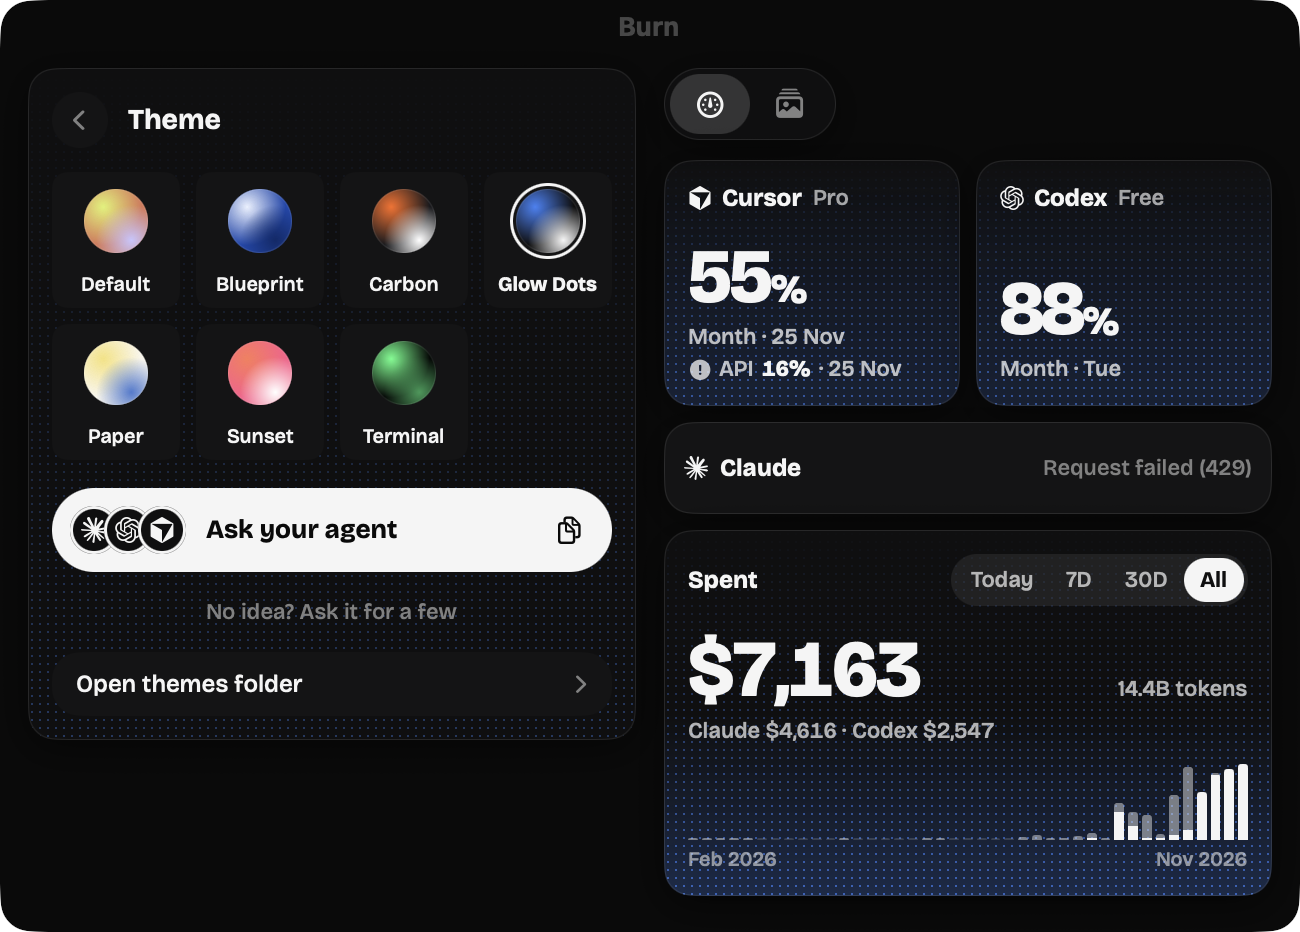 Burn
Theme
Default
Blueprint
Carbon
Glow Dots
Paper
Sunset
Terminal
Ask your agent
No idea? Ask it for a few
Open themes folder
Cursor Pro
55%
Month · 25 Nov
API 16% · 25 Nov
Codex Free
88%
Month · Tue
Claude
Request failed (429)
Spent
Today 7D 30D All
$7,163
14.4B tokens
Claude $4,616 · Codex $2,547
Feb 2026
Nov 2026